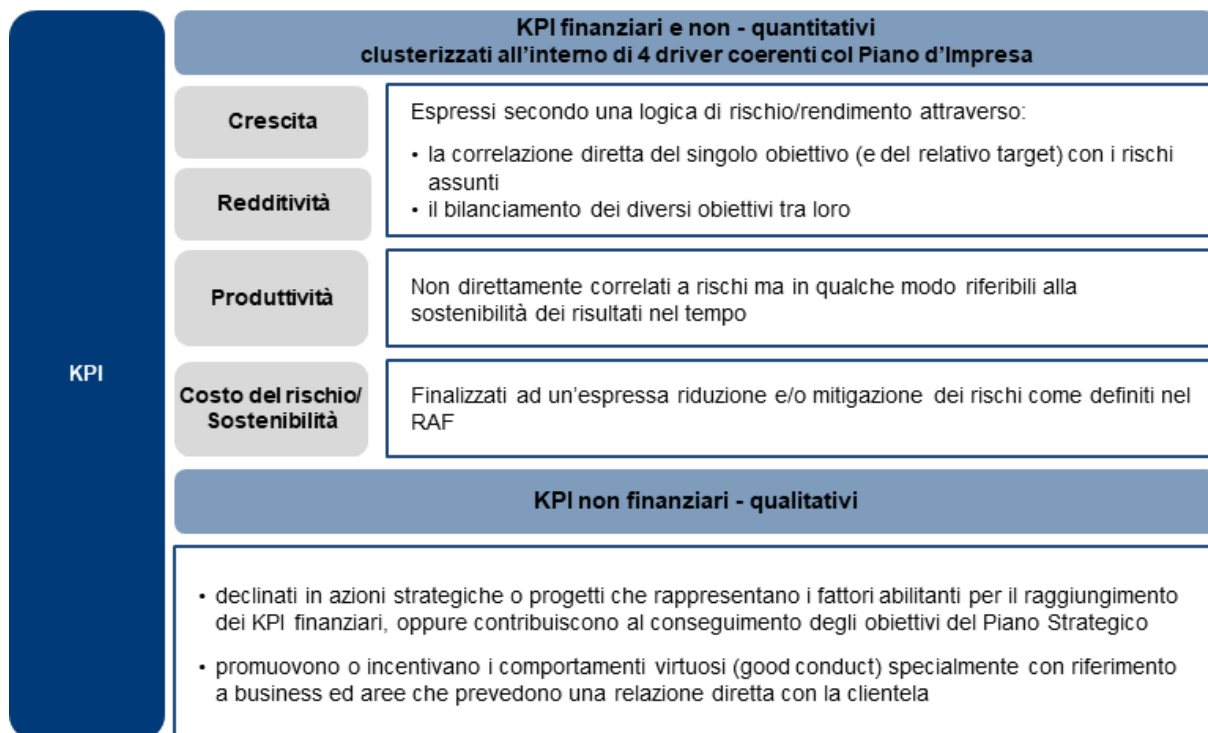 KPI
KPI finanziari e non - quantitativi
clusterizzati all'interno di 4 driver coerenti col Piano d'Impresa
Crescita
Redditività
Espressi secondo una logica di rischio/rendimento attraverso:
• la correlazione diretta del singolo obiettivo (e del relativo target) con i rischi
assunti
• il bilanciamento dei diversi obiettivi tra loro
Produttività
Non direttamente correlati a rischi ma in qualche modo riferibili alla
sostenibilità dei risultati nel tempo
Costo del rischio/
Sostenibilità
Finalizzati ad un'espressa riduzione e/o mitigazione dei rischi come definiti nel
RAF
KPI non finanziari - qualitativi
• declinati in azioni strategiche o progetti che rappresentano i fattori abilitanti per il raggiungimento
dei KPI finanziari, oppure contribuiscono al conseguimento degli obiettivi del Piano Strategico
• promuovono o incentivano i comportamenti virtuosi (good conduct) specialmente con riferimento
a business ed aree che prevedono una relazione diretta con la clientela